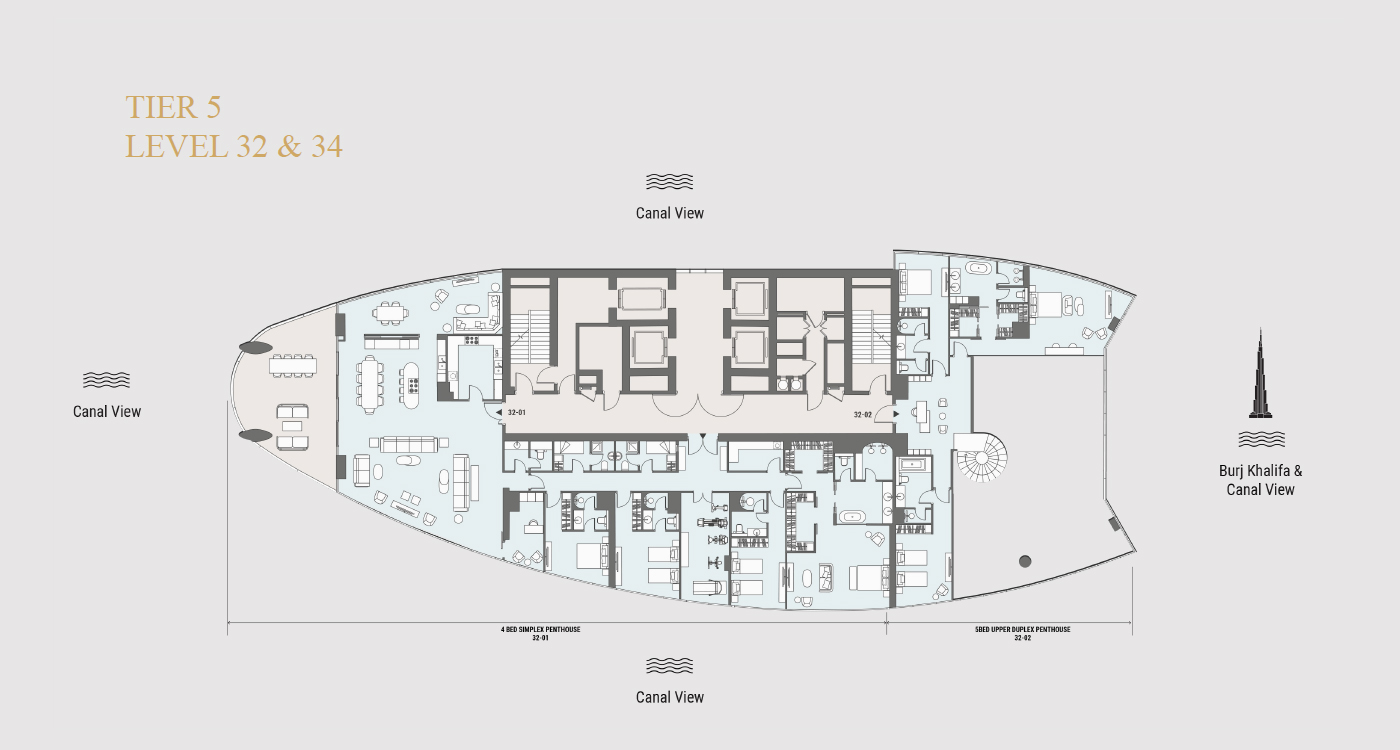 TIER 5
LEVEL 32 & 34
Canal View
Canal View
32-01
32-02
Burj Khalifa &
Canal View
4 BED SIMPLEX PENTHOUSE
32-01
5BED UPPER DUPLEX PENTHOUSE
32-02
Canal View